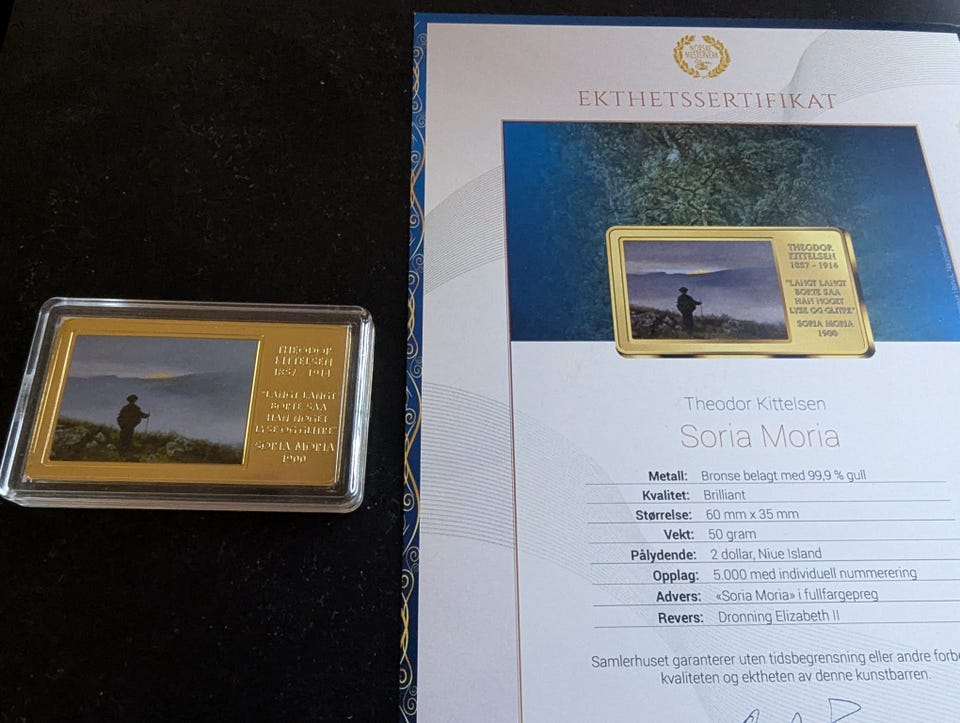 THEODOR
KITTELSEN
1857 - 1914
"LANGT LANGT
BORTE SAA
HAN NOGET
LYSE OG GLITRE"
SORIA MORIA
1900
NORSKE
MESTERVERK
EKTHETSSERTIFIKAT
THEODOR
KITTELSEN
1857 - 1914
"LANGT LANGT
BORTE SAA
HAN NOGET
LYSE OG GLITRE"
SORIA MORIA
1900
Theodor Kittelsen
Soria Moria
Metall: Bronse belagt med 99,9 % gull
Kvalitet: Brilliant
Størrelse: 60 mm x 35 mm
Vekt: 50 gram
Pålydende: 2 dollar, Niue Island
Opplag: 5.000 med individuell nummerering
Advers: «Soria Moria» i fullfargepreg
Revers: Dronning Elizabeth II
Samlerhuset garanterer uten tidsbegrensning eller andre forbe
kvaliteten og ektheten av denne kunstbarren.